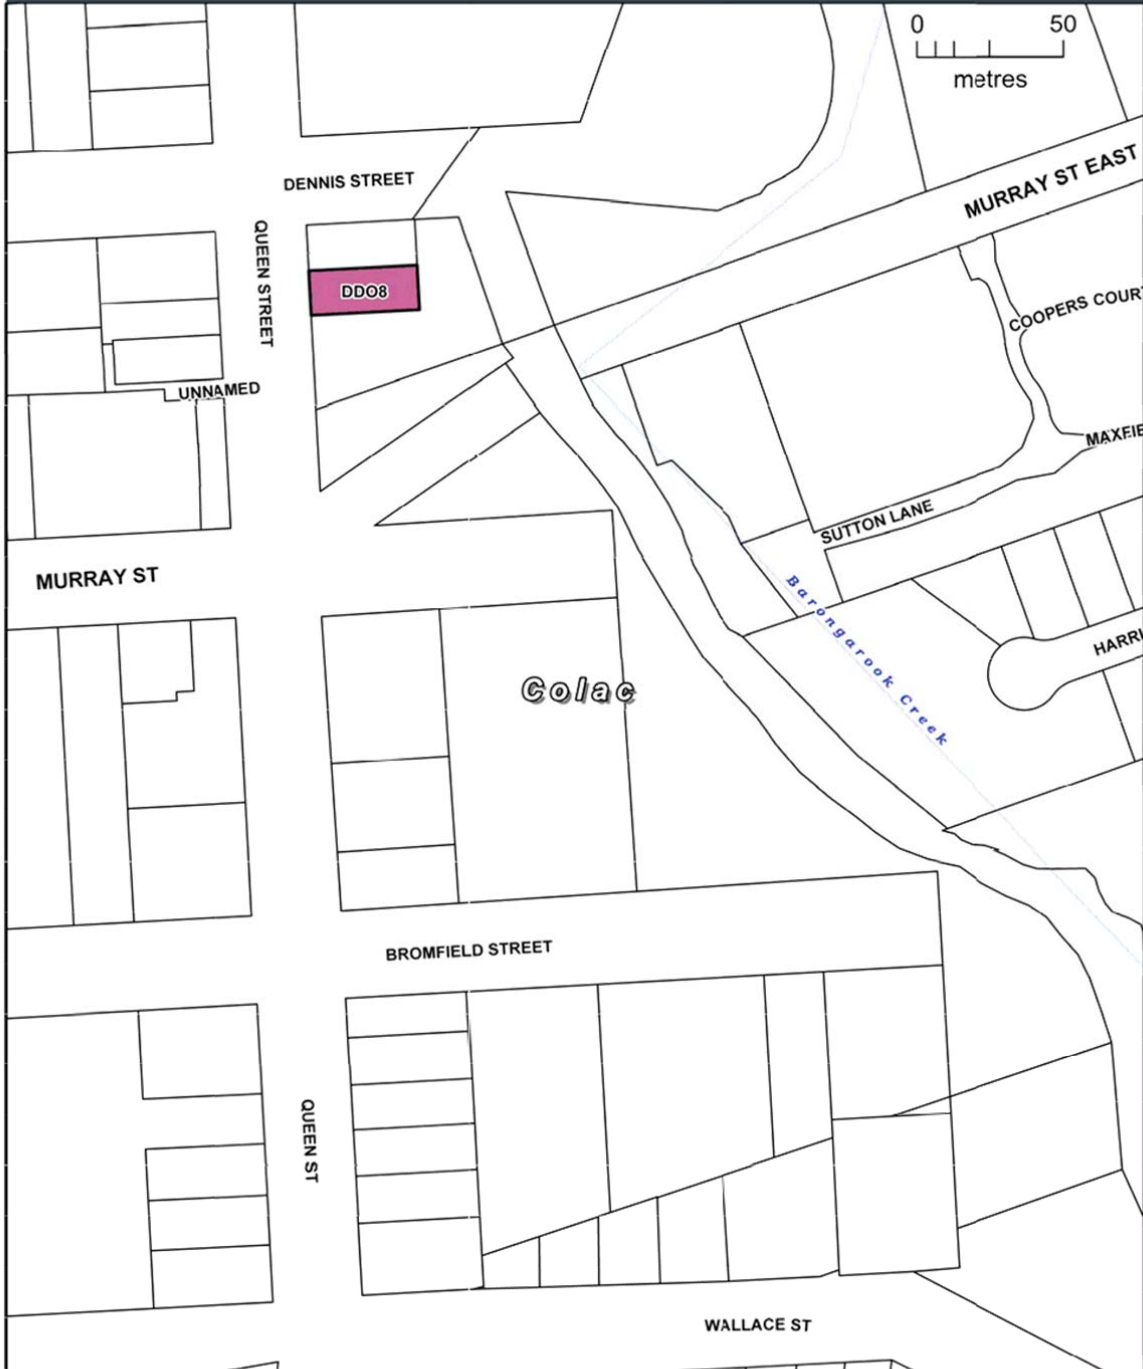 0 50
metres
MURRAY ST EAST
DENNIS STREET
QUEEN STREET
DDO8
COOPERS COUR
UNNAMED
MAXFIE
SUTTON LANE
MURRAY ST
Barongarook Creek
HARRI
Colac
BROMFIELD STREET
QUEEN ST
WALLACE ST